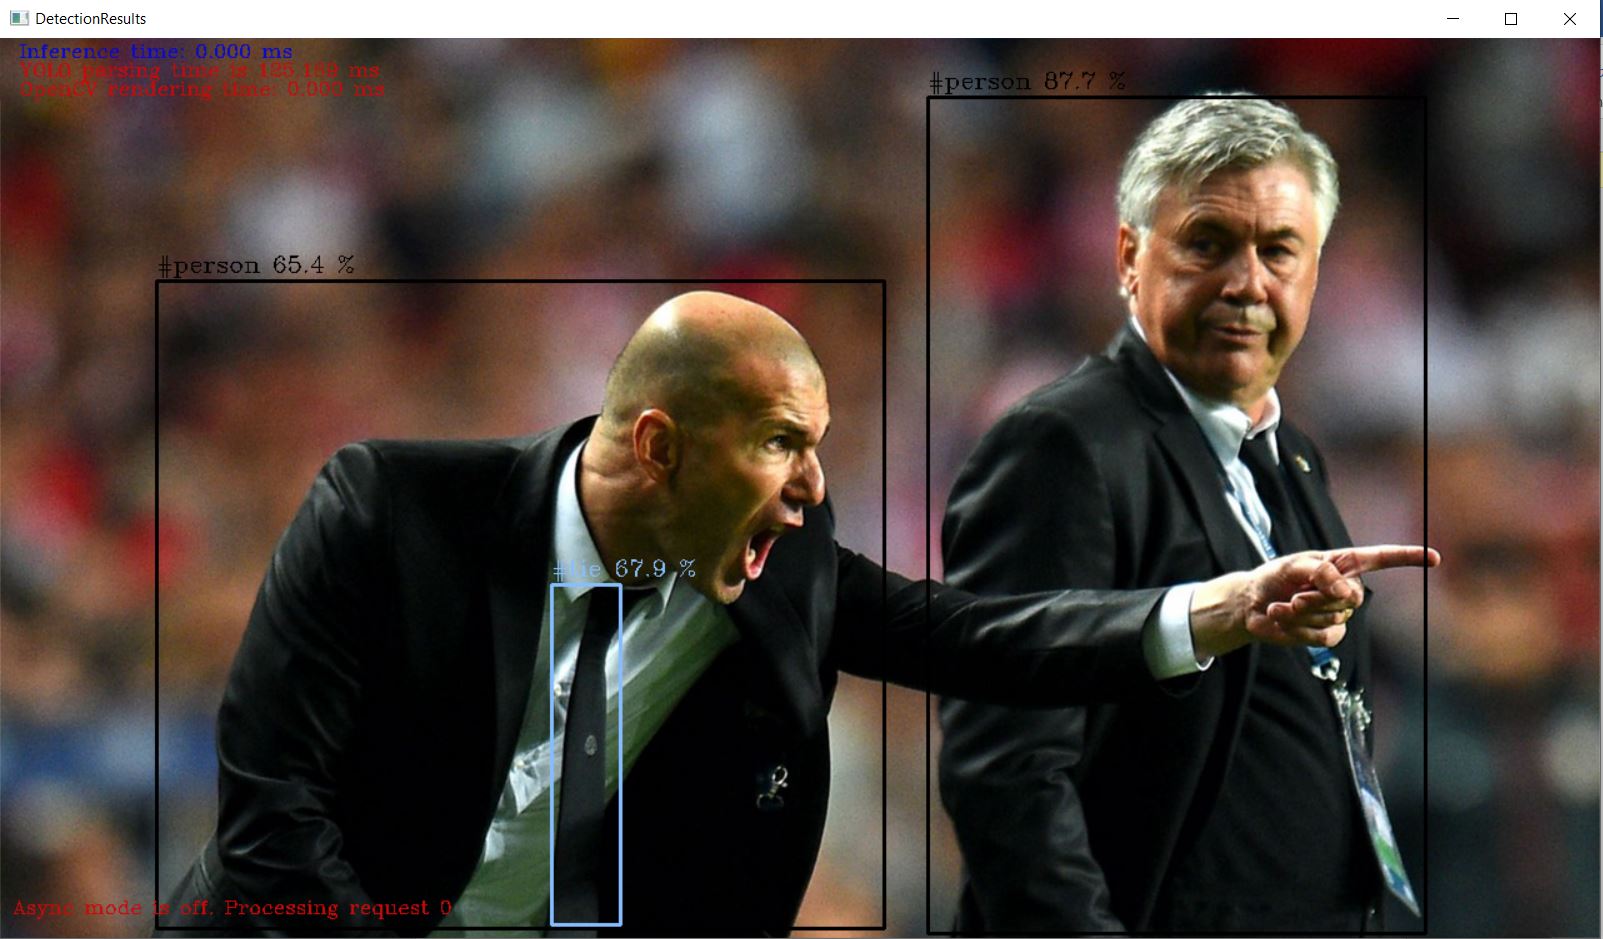 DetectionResults
Inference time: 0.000 ms
YOLO parsing time is 125.189 ms
OpenCV rendering time: 0.000 ms
#person 87.7 %
#person 65.4 %
#tie 67.9 %
Async mode is off. Processing request 0